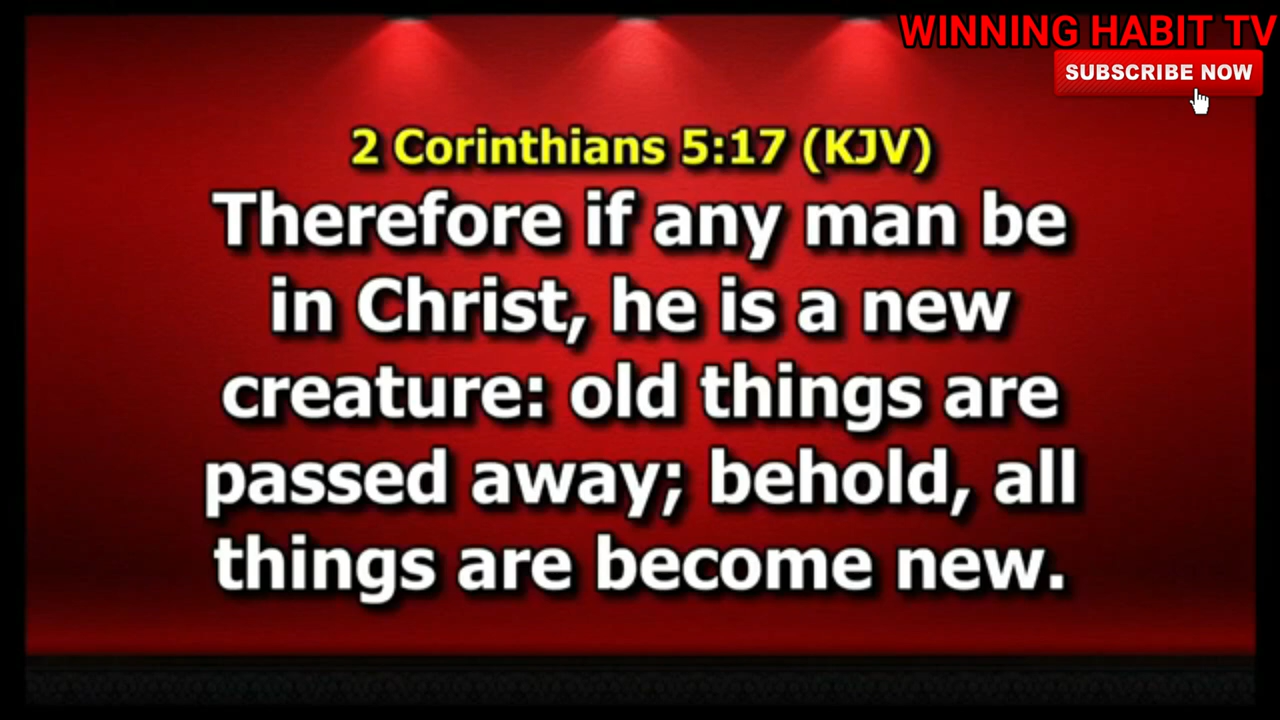 WINNING HABIT TV
SUBSCRIBE NOW
2 Corinthians 5:17 (KJV)
Therefore if any man be
in Christ, he is a new
creature: old things are
passed away; behold, all
things are become new.